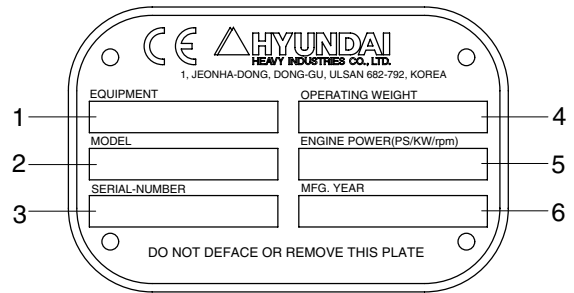 CE HYUNDAI
HEAVY INDUSTRIES CO., LTD.
1, JEONHA-DONG, DONG-GU, ULSAN 682-792, KOREA
EQUIPMENT OPERATING WEIGHT
1 4
MODEL ENGINE POWER(PS/KW/rpm)
2 5
SERIAL-NUMBER MFG. YEAR
3 6
DO NOT DEFACE OR REMOVE THIS PLATE